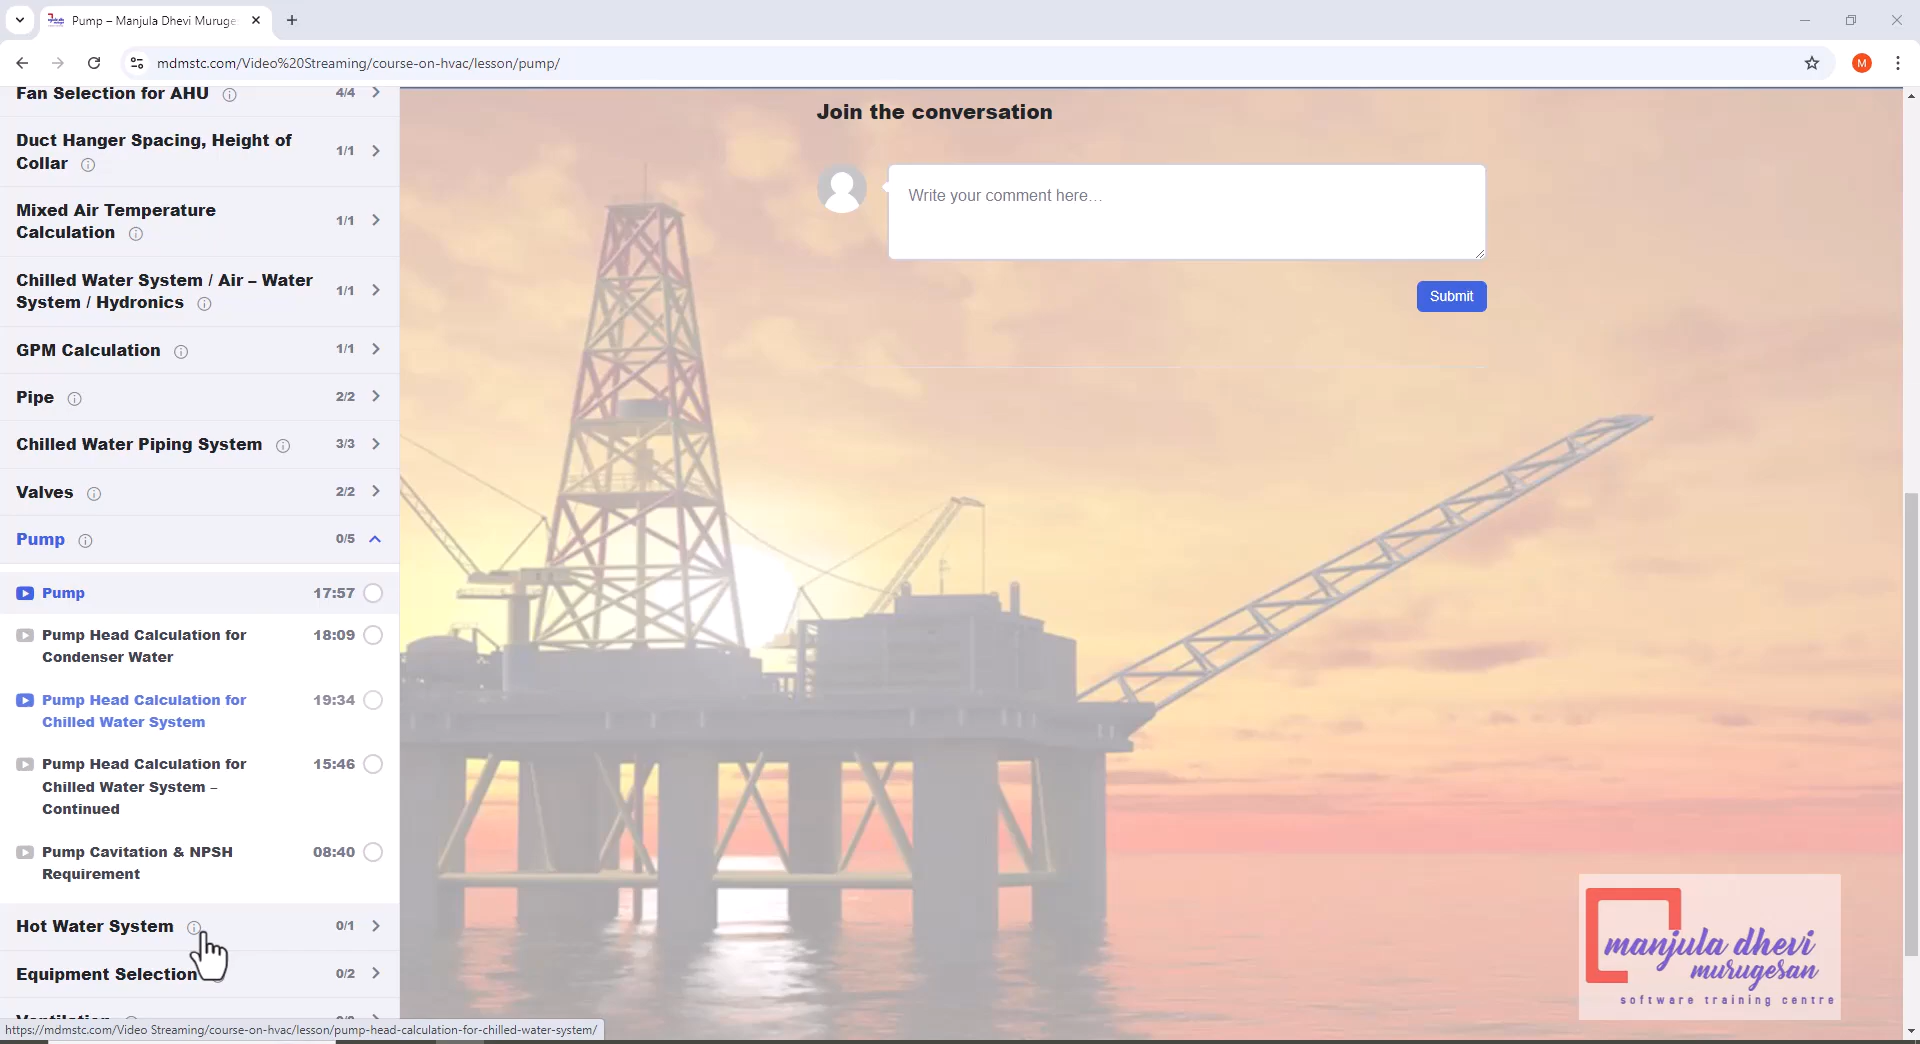 Pump – Manjula Dhevi Muruge
mdmstc.com/Video%20Streaming/course-on-hvac/lesson/pump/
M
Fan Selection for AHU 4/4
Duct Hanger Spacing, Height of
Collar 1/1
Mixed Air Temperature
Calculation 1/1
Chilled Water System / Air – Water
System / Hydronics 1/1
GPM Calculation 1/1
Pipe 2/2
Chilled Water Piping System 3/3
Valves 2/2
Pump 0/5
Pump 17:57
Pump Head Calculation for 18:09
Condenser Water
Pump Head Calculation for 19:34
Chilled Water System
Pump Head Calculation for 15:46
Chilled Water System –
Continued
Pump Cavitation & NPSH 08:40
Requirement
Hot Water System 0/1
Equipment Selection 0/2
https://mdmstc.com/Video Streaming/course-on-hvac/lesson/pump-head-calculation-for-chilled-water-system/
Join the conversation
Write your comment here...
Submit
manjula dhevi
murugesan
software training centre